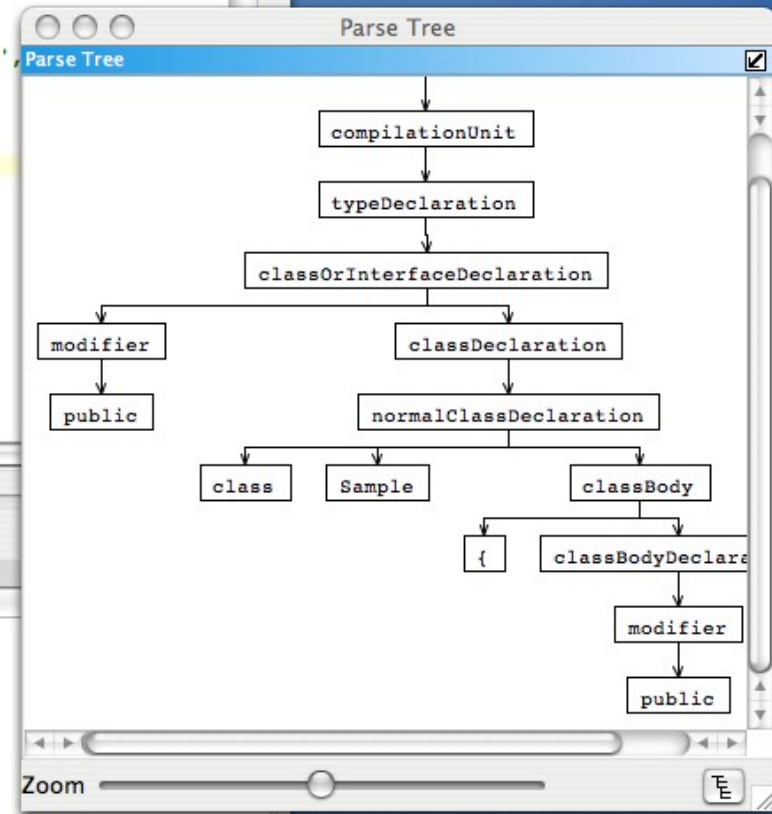 Parse Tree
Parse Tree
compilationUnit
typeDeclaration
classOrInterfaceDeclaration
modifier classDeclaration
public normalClassDeclaration
class Sample classBody
{ classBodyDeclara
modifier
public
Zoom